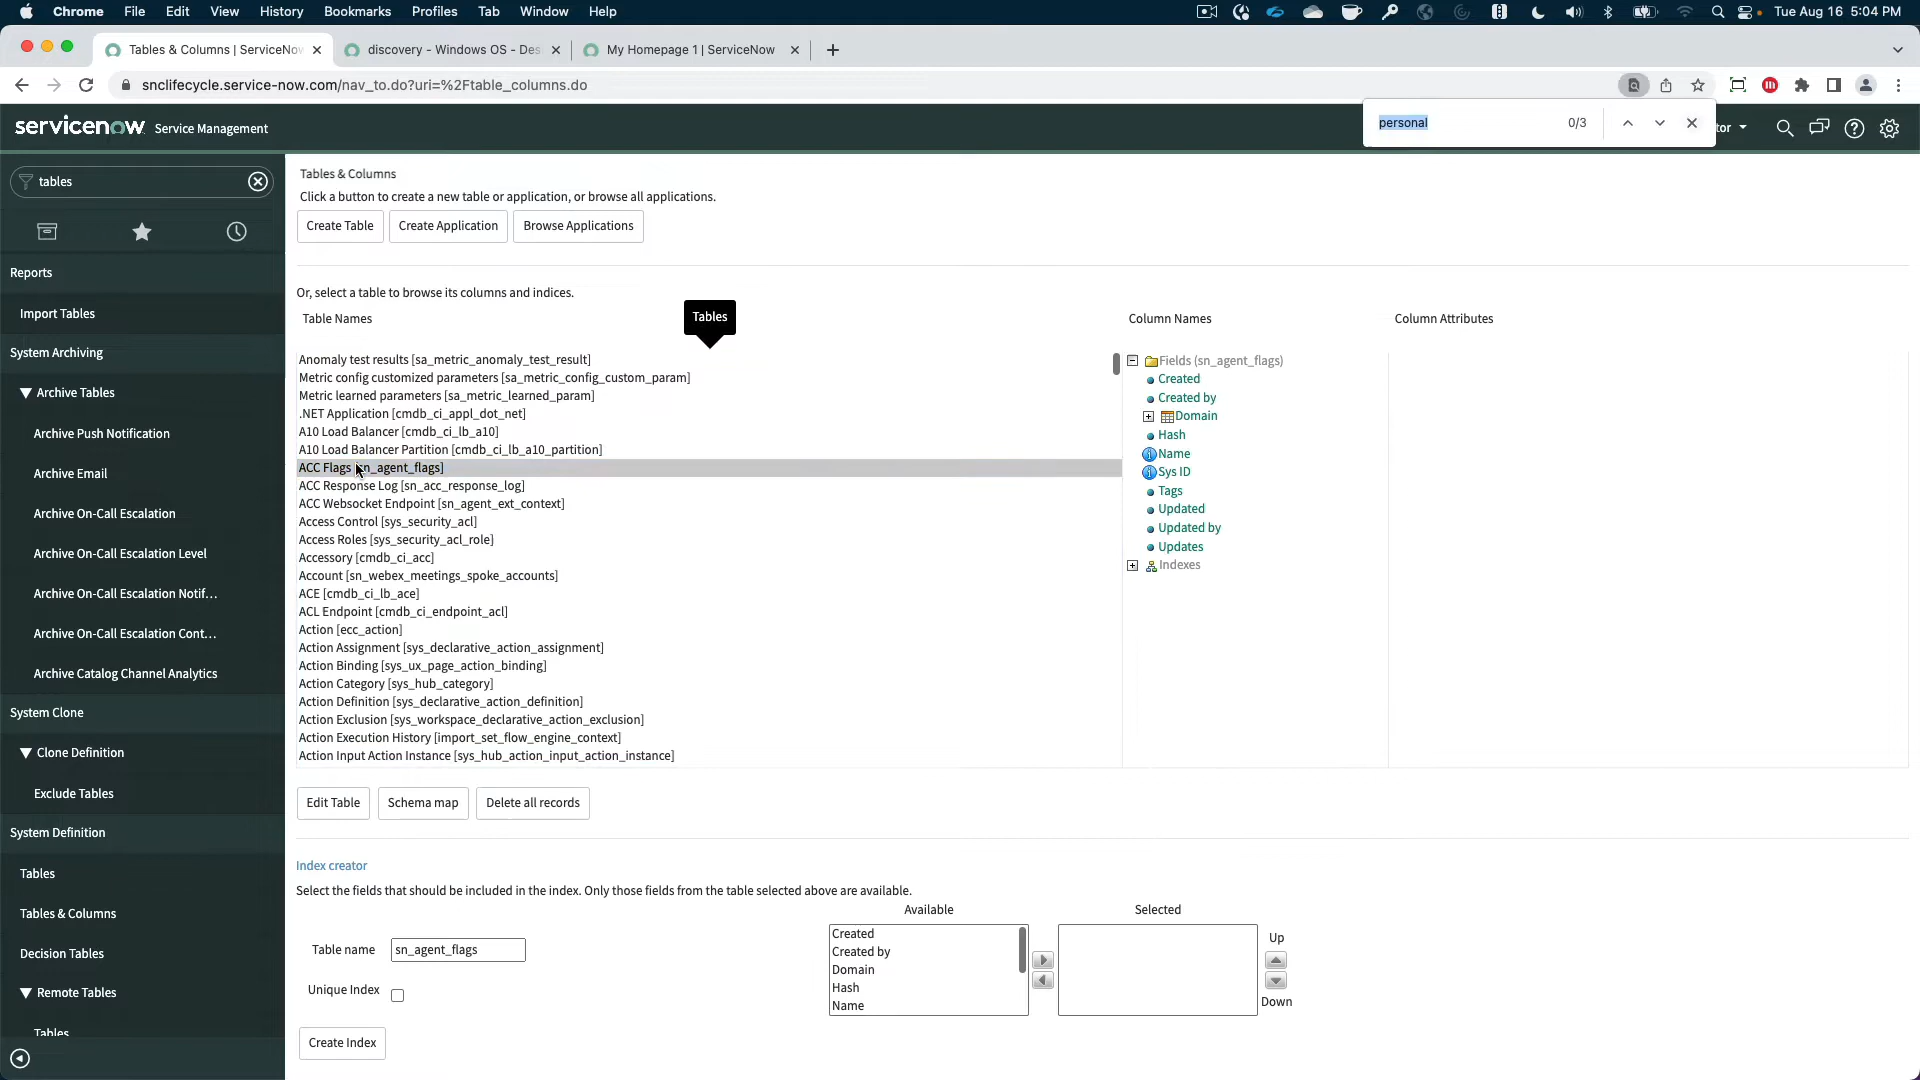 Chrome File Edit View History Bookmarks Profiles Tab Window Help Tue Aug 16 5:04 PM
Tables & Columns | ServiceNow discovery - Windows OS - Des My Homepage 1 | ServiceNow
snclifecycle.service-now.com/nav_to.do?uri=%2Ftable_columns.do
personal 0/3
servicenow Service Management tor
tables
Reports
Import Tables
System Archiving
Archive Tables
Archive Push Notification
Archive Email
Archive On-Call Escalation
Archive On-Call Escalation Level
Archive On-Call Escalation Notif...
Archive On-Call Escalation Cont...
Archive Catalog Channel Analytics
System Clone
Clone Definition
Exclude Tables
System Definition
Tables
Tables & Columns
Decision Tables
Remote Tables
Tables
Tables & Columns
Click a button to create a new table or application, or browse all applications.
Create Table Create Application Browse Applications
Or, select a table to browse its columns and indices.
Table Names
Tables
Anomaly test results [sa_metric_anomaly_test_result]
Metric config customized parameters [sa_metric_config_custom_param]
Metric learned parameters [sa_metric_learned_param]
.NET Application [cmdb_ci_appl_dot_net]
A10 Load Balancer [cmdb_ci_lb_a10]
A10 Load Balancer Partition [cmdb_ci_lb_a10_partition]
ACC Flags [sn_agent_flags]
ACC Response Log [sn_acc_response_log]
ACC Websocket Endpoint [sn_agent_ext_context]
Access Control [sys_security_acl]
Access Roles [sys_security_acl_role]
Accessory [cmdb_ci_acc]
Account [sn_webex_meetings_spoke_accounts]
ACE [cmdb_ci_lb_ace]
ACL Endpoint [cmdb_ci_endpoint_acl]
Action [ecc_action]
Action Assignment [sys_declarative_action_assignment]
Action Binding [sys_ux_page_action_binding]
Action Category [sys_hub_category]
Action Definition [sys_declarative_action_definition]
Action Exclusion [sys_workspace_declarative_action_exclusion]
Action Execution History [import_set_flow_engine_context]
Action Input Action Instance [sys_hub_action_input_action_instance]
Column Names
Fields (sn_agent_flags)
Created
Created by
Domain
Hash
Name
Sys ID
Tags
Updated
Updated by
Updates
Indexes
Column Attributes
Edit Table Schema map Delete all records
Index creator
Select the fields that should be included in the index. Only those fields from the table selected above are available.
Table name sn_agent_flags
Unique Index
Create Index
Available
Created
Created by
Domain
Hash
Name
Selected
Up
Down